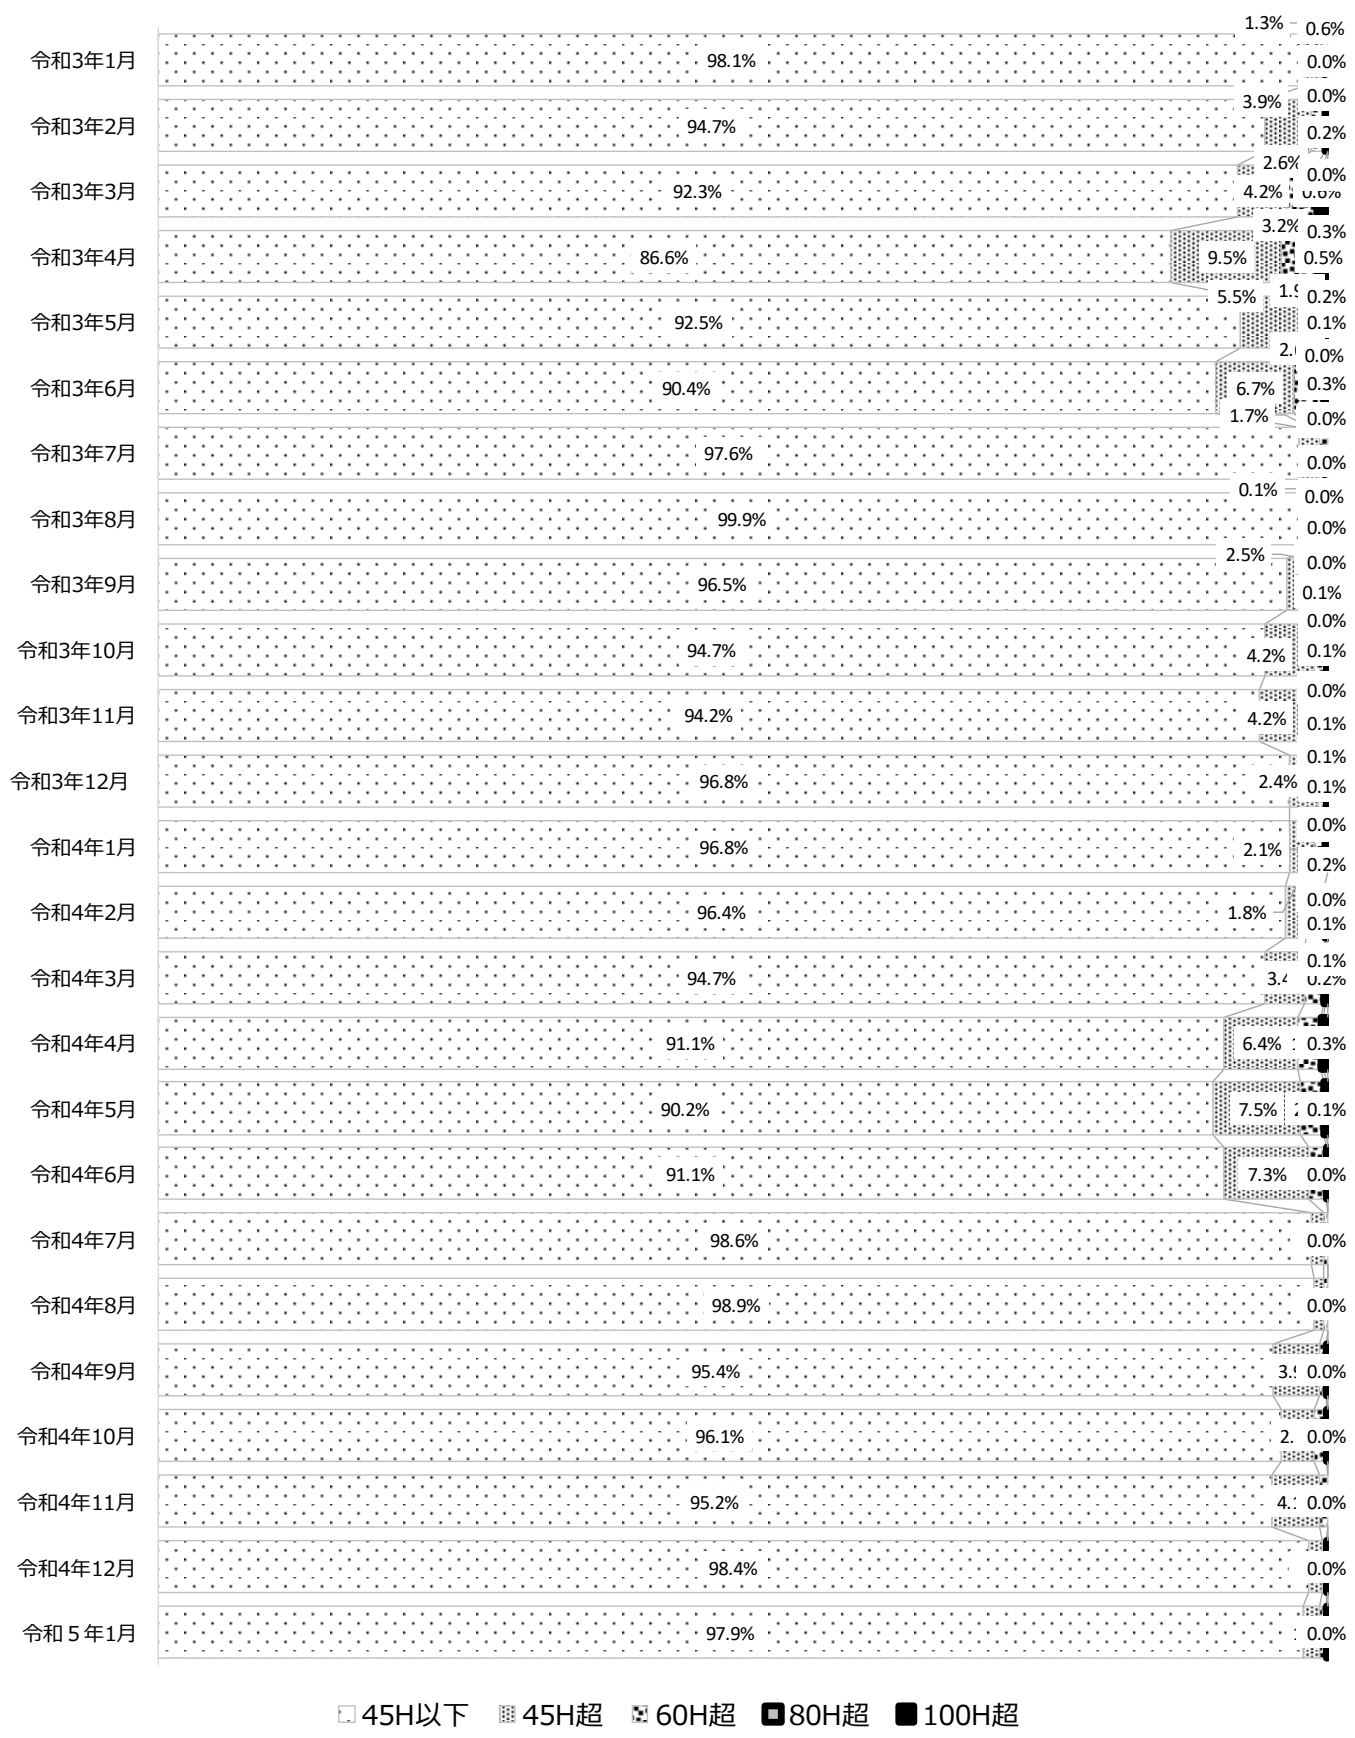 1.3% 0.6%
令和3年1月 98.1% 0.0%
3.9% 0.0%
令和3年2月 94.7% 0.2%
2.6% 0.0%
令和3年3月 92.3% 4.2% 0.6%
3.2% 0.3%
令和3年4月 86.6% 9.5% 0.5%
5.5% 0.2%
令和3年5月 92.5% 0.1%
0.0%
令和3年6月 90.4% 6.7% 0.3%
1.7% 0.0%
令和3年7月 97.6% 0.0%
0.1% 0.0%
令和3年8月 99.9% 0.0%
2.5% 0.0%
令和3年9月 96.5% 0.1%
0.0%
令和3年10月 94.7% 4.2% 0.1%
0.0%
令和3年11月 94.2% 4.2% 0.1%
0.1%
令和3年12月 96.8% 2.4% 0.1%
0.0%
令和4年1月 96.8% 2.1% 0.2%
0.0%
令和4年2月 96.4% 1.8% 0.1%
0.1%
令和4年3月 94.7% 0.2%
令和4年4月 91.1% 6.4% 0.3%
令和4年5月 90.2% 7.5% 0.1%
令和4年6月 91.1% 7.3% 0.0%
令和4年7月 98.6% 0.0%
令和4年8月 98.9% 0.0%
令和4年9月 95.4% 0.0%
令和4年10月 96.1% 0.0%
令和4年11月 95.2% 0.0%
令和4年12月 98.4% 0.0%
令和５年1月 97.9% 0.0%
45H以下 45H超 60H超 80H超 100H超